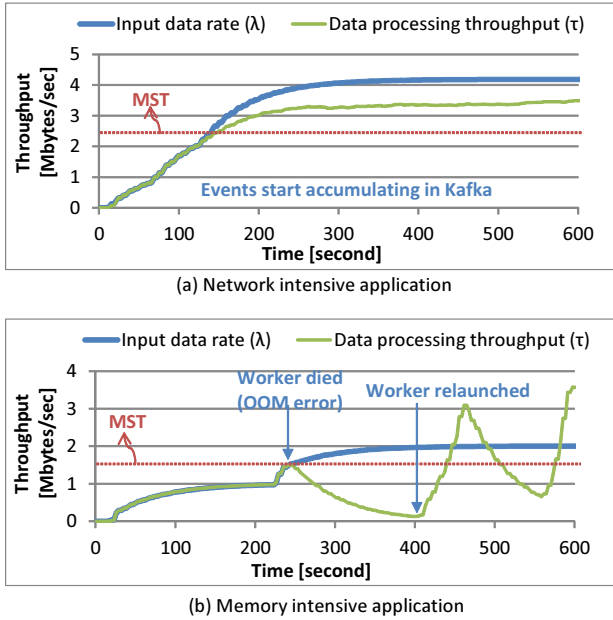 Input data rate (λ) Data processing throughput (τ)
Throughput
[Mbytes/sec]
5
4
3
2
1
0
MST
Events start accumulating in Kafka
0 100 200 300 400 500 600
Time [second]
(a) Network intensive application
Input data rate (λ) Data processing throughput (τ)
Throughput
[Mbytes/sec]
4
3
2
1
0
MST
Worker died
(OOM error)
Worker relaunched
0 100 200 300 400 500 600
Time [second]
(b) Memory intensive application